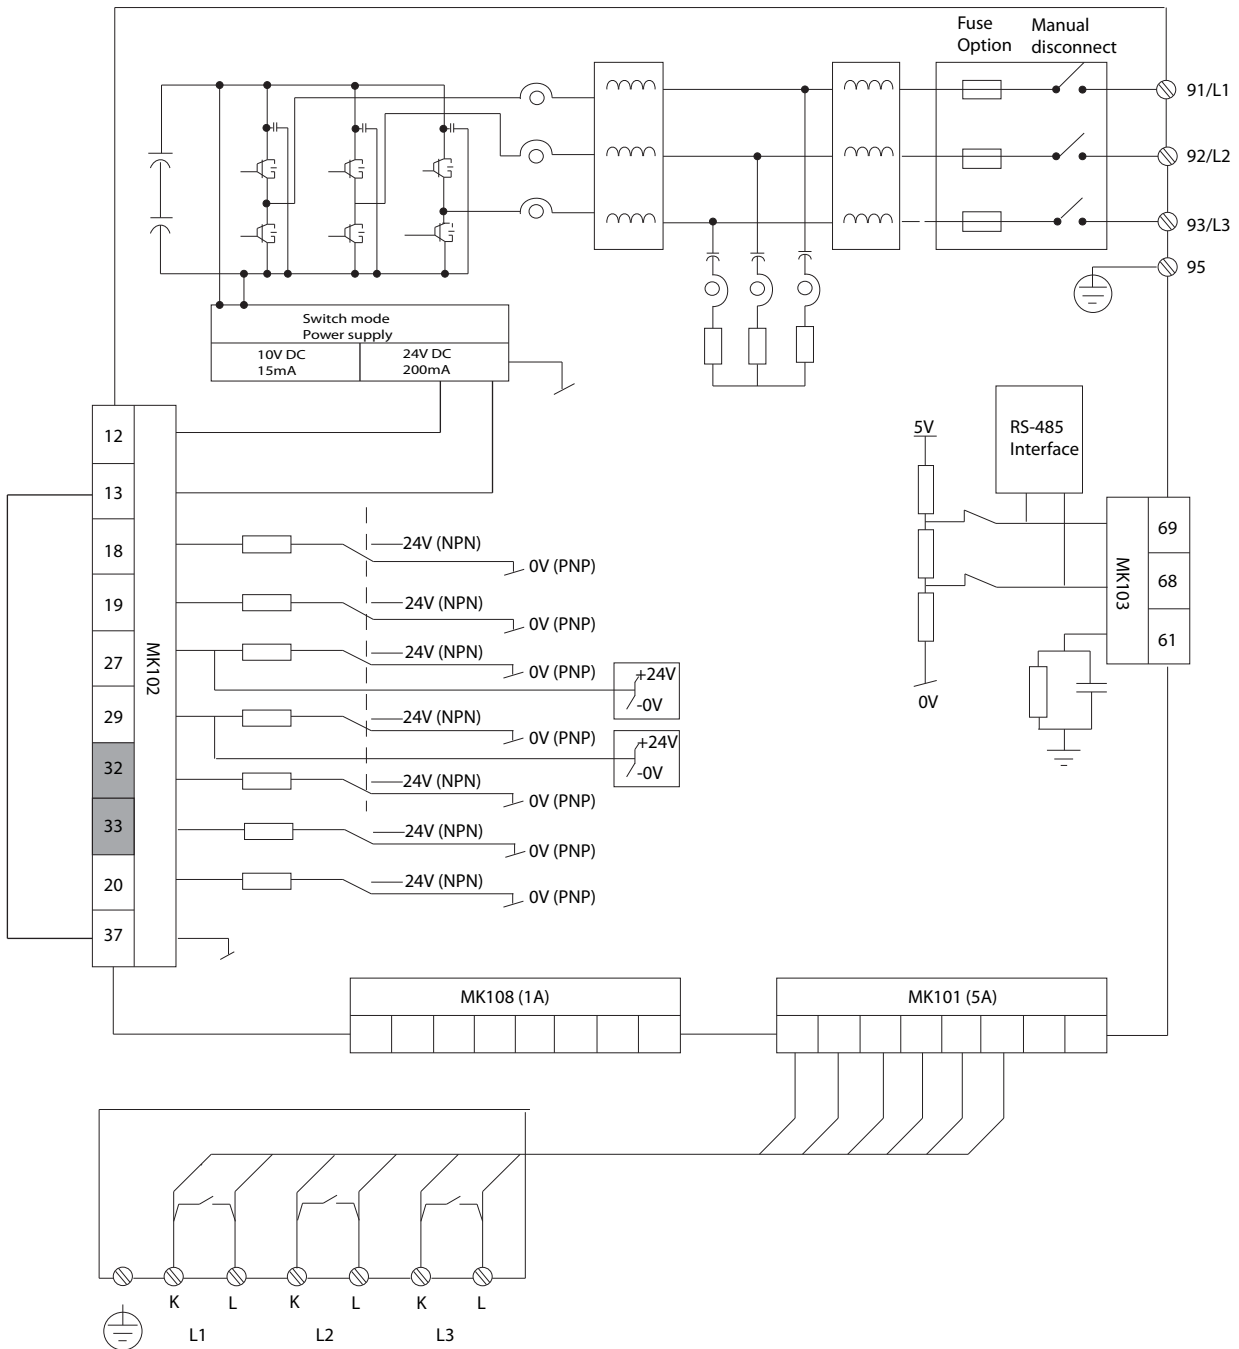 Fuse Option
Manual disconnect
91/L1
92/L2
93/L3
95
Switch mode
Power supply
10V DC
15mA
24V DC
200mA
12
13
18
19
27
29
32
33
20
37
MK102
24V (NPN)
0V (PNP)
24V (NPN)
0V (PNP)
24V (NPN)
0V (PNP)
+24V
-0V
24V (NPN)
0V (PNP)
+24V
-0V
24V (NPN)
0V (PNP)
24V (NPN)
0V (PNP)
24V (NPN)
0V (PNP)
5V
0V
RS-485
Interface
MK103
69
68
61
MK108 (1A)
MK101 (5A)
K
L
K
L
K
L
L1
L2
L3